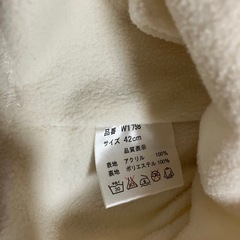 品番 W1756
サイズ 42cm
品質表示
表地 アクリル 100%
裏地 ポリエステル 100%